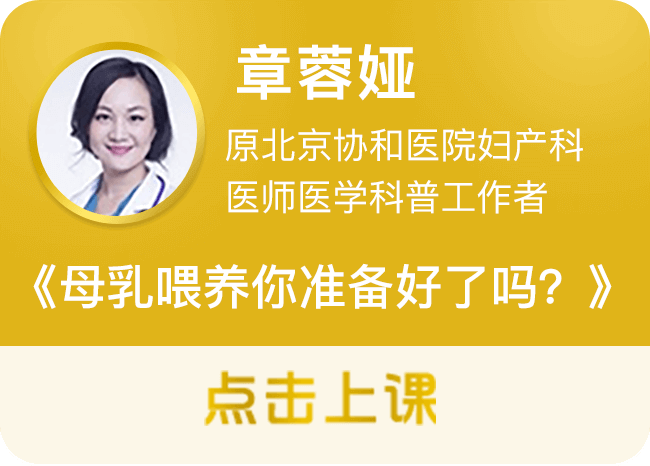 章蓉娅
原北京协和医院妇产科
医师医学科普工作者
《母乳喂养你准备好了吗？》
点击上课